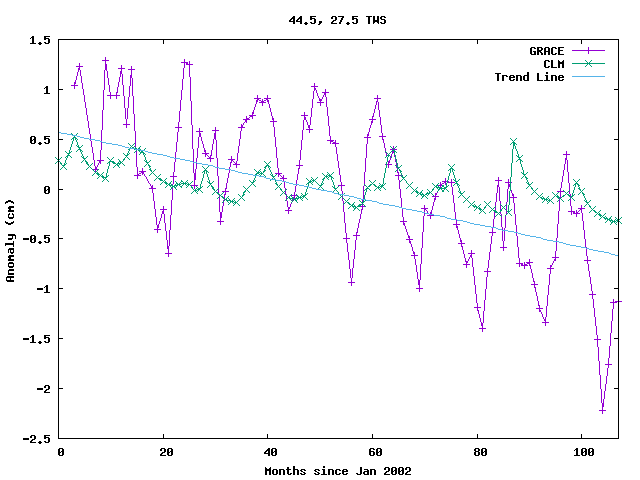 44.5, 27.5 TWS
GRACE
CLM
Trend Line
1.5
1
0.5
0
-0.5
-1
-1.5
-2
-2.5
Anomaly (cm)
0 20 40 60 80 100
Months since Jan 2002